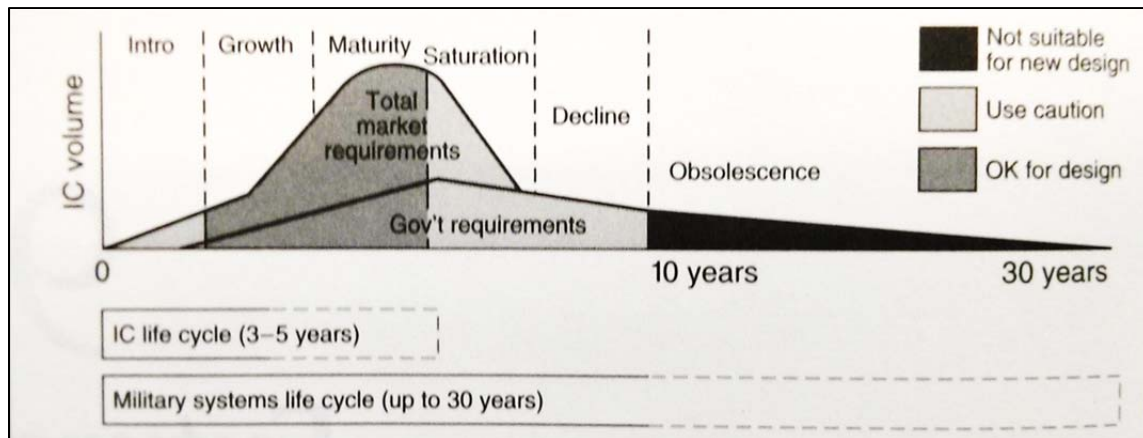 Intro
Growth
Maturity
Saturation
Decline
Obsolescence
Not suitable
for new design
Use caution
OK for design
IC volume
Total
market
requirements
Gov't requirements
0
10 years
30 years
IC life cycle (3–5 years)
Military systems life cycle (up to 30 years)